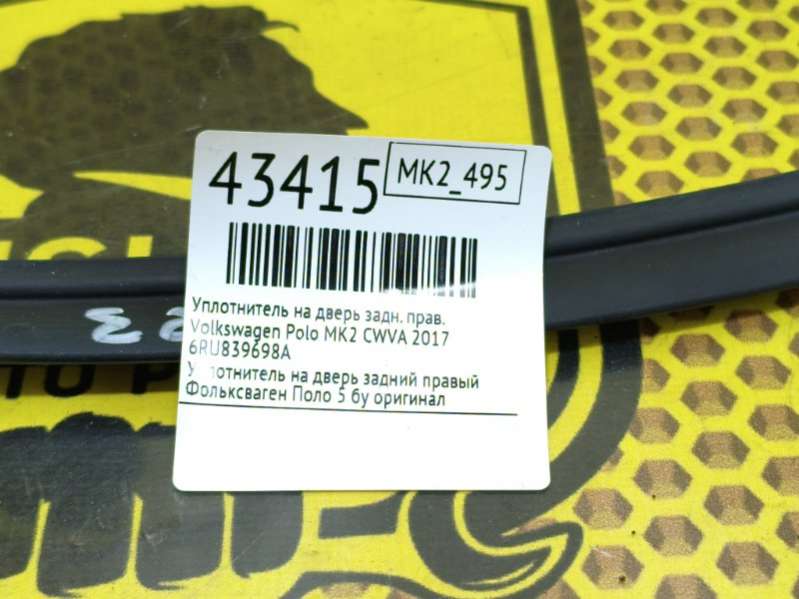 43415
MK2_495
Уплотнитель на дверь задн. прав.
Volkswagen Polo MK2 CWVA 2017
6RU839698A
Уплотнитель на дверь задний правый
Фольксваген Поло 5 бу оригинал